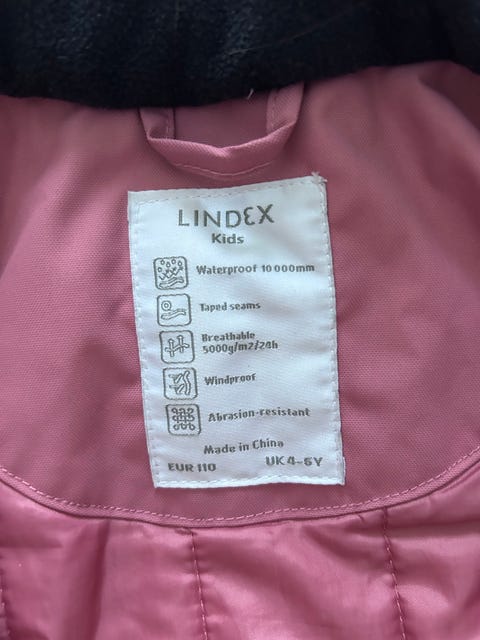 LINDEX
Kids
Waterproof 10 000mm
Taped seams
Breathable
5000g/m2/24h
Windproof
Abrasion-resistant
Made in China
EUR 110 UK 4-5Y